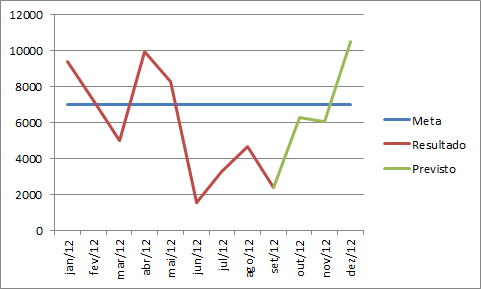 12000
10000
8000
6000
4000
2000
0
jan/12
fev/12
mar/12
abr/12
mai/12
jun/12
jul/12
ago/12
set/12
out/12
nov/12
dez/12
Meta
Resultado
Previsto